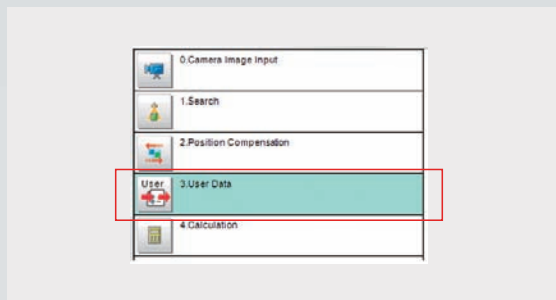 0.Camera Image Input
1.Search
2.Position Compensation
User 3.User Data
4.Calculation